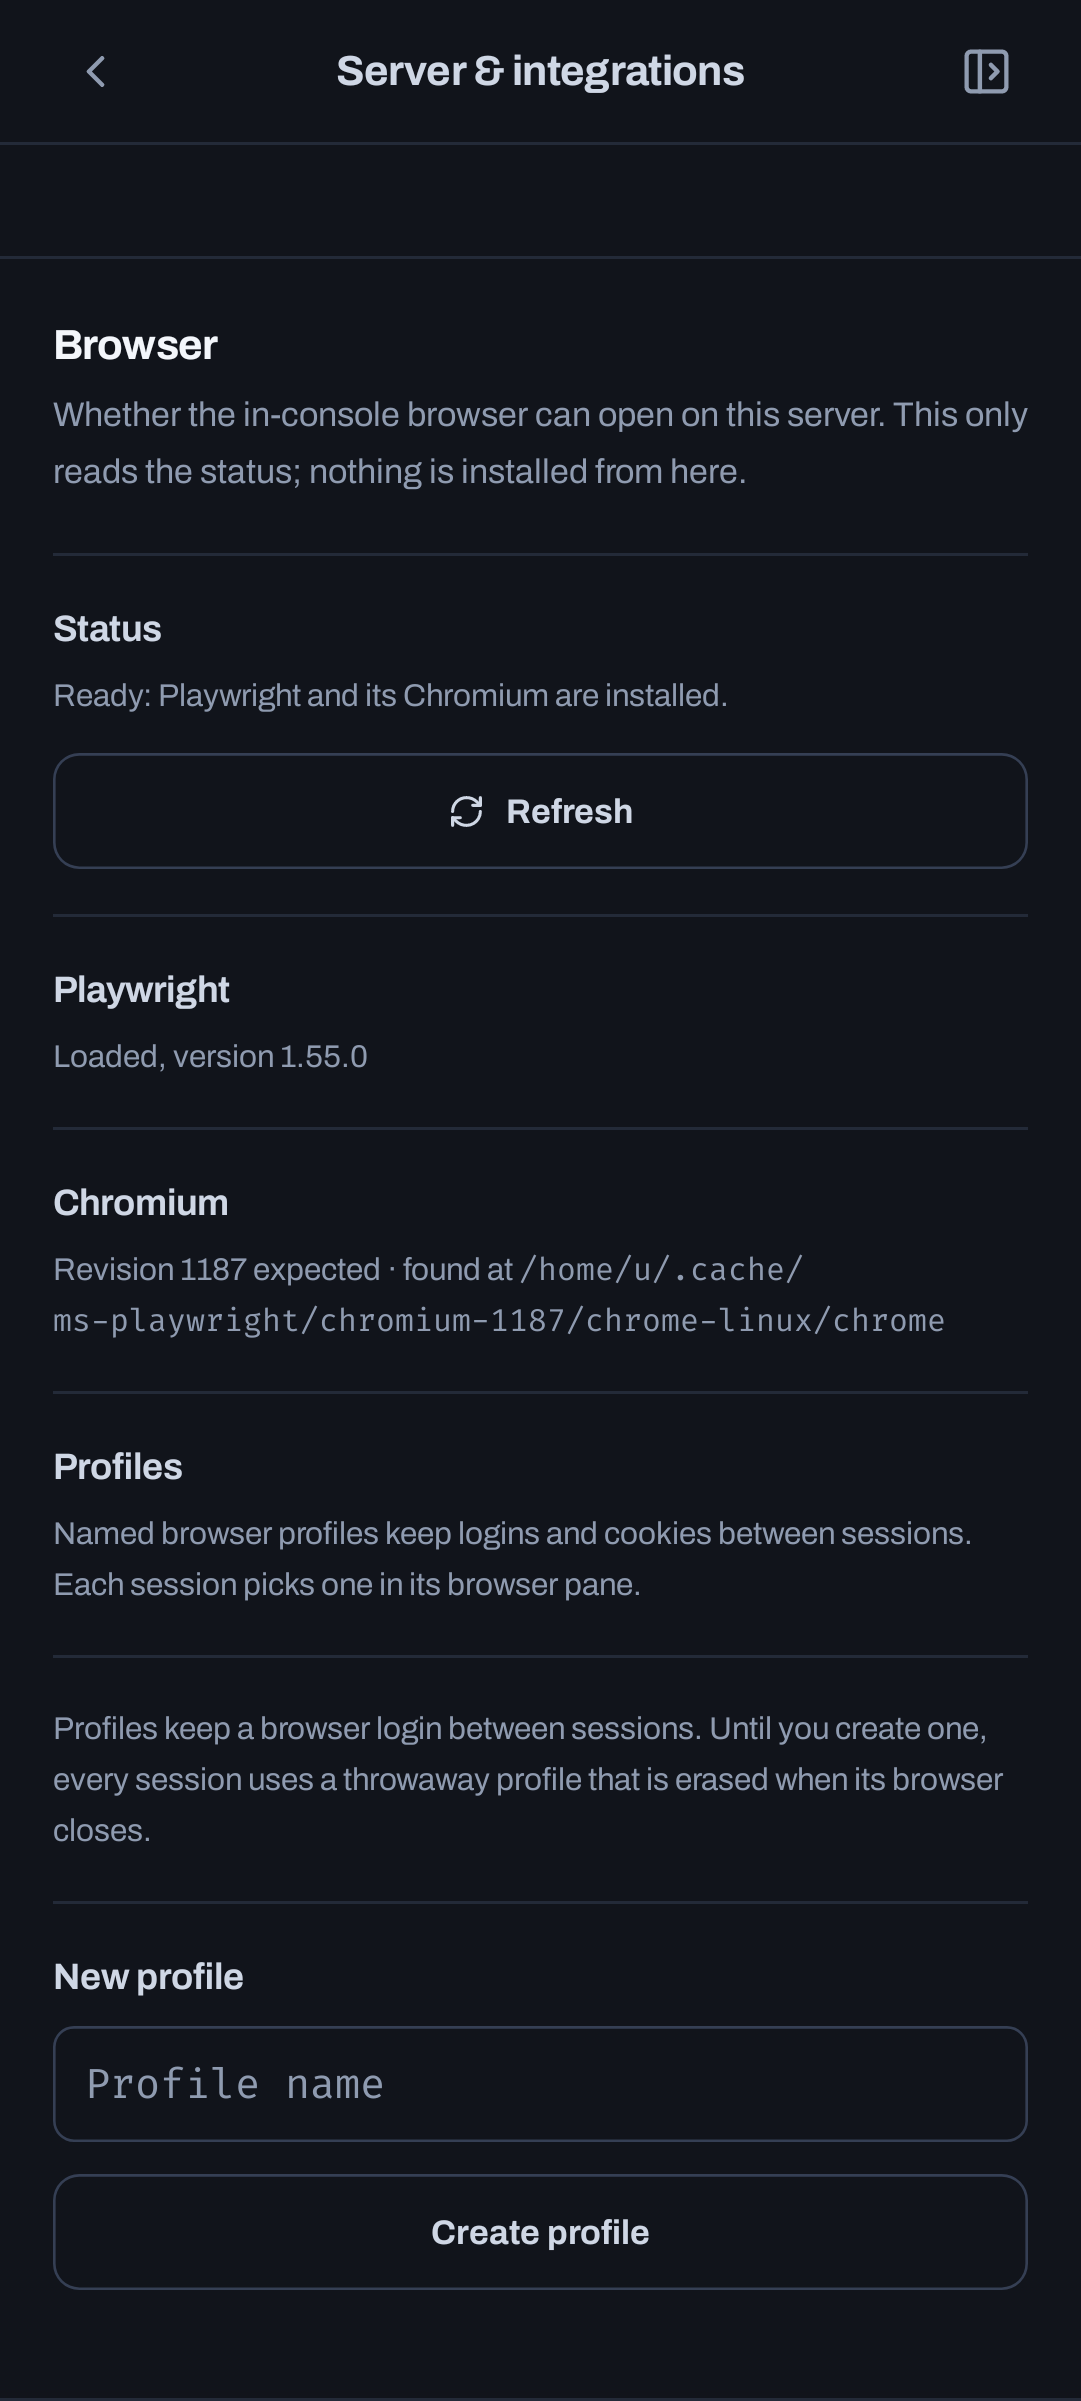 Server & integrations
Browser
Whether the in-console browser can open on this server. This only
reads the status; nothing is installed from here.
Status
Ready: Playwright and its Chromium are installed.
Refresh
Playwright
Loaded, version 1.55.0
Chromium
Revision 1187 expected · found at /home/u/.cache/
ms-playwright/chromium-1187/chrome-linux/chrome
Profiles
Named browser profiles keep logins and cookies between sessions.
Each session picks one in its browser pane.
Profiles keep a browser login between sessions. Until you create one,
every session uses a throwaway profile that is erased when its browser
closes.
New profile
Profile name
Create profile